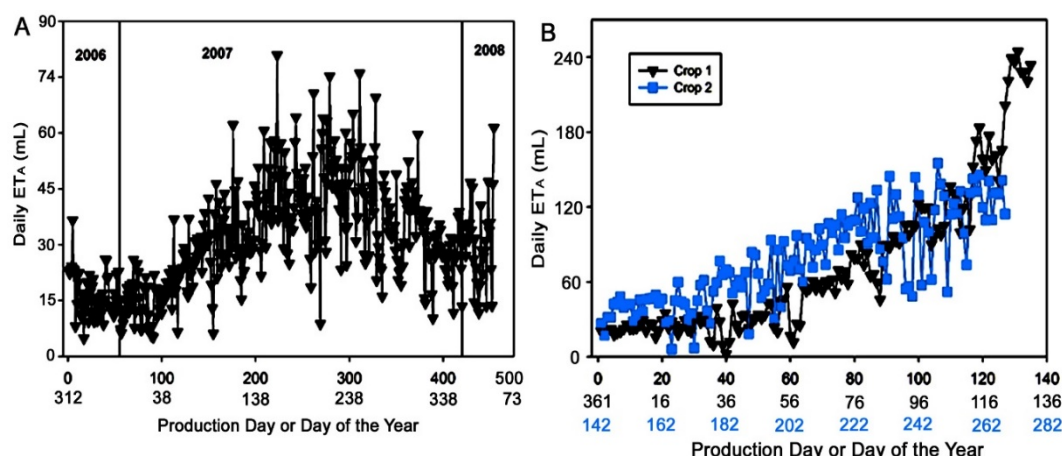 A
90
75
60
45
30
15
0
Daily ETA (mL)
2006
2007
2008
0 100 200 300 400 500
312 38 138 238 338 73
Production Day or Day of the Year
B
240
180
120
60
0
Daily ETA (mL)
Crop 1
Crop 2
0 20 40 60 80 100 120 140
361 16 36 56 76 96 116 136
142 162 182 202 222 242 262 282
Production Day or Day of the Year